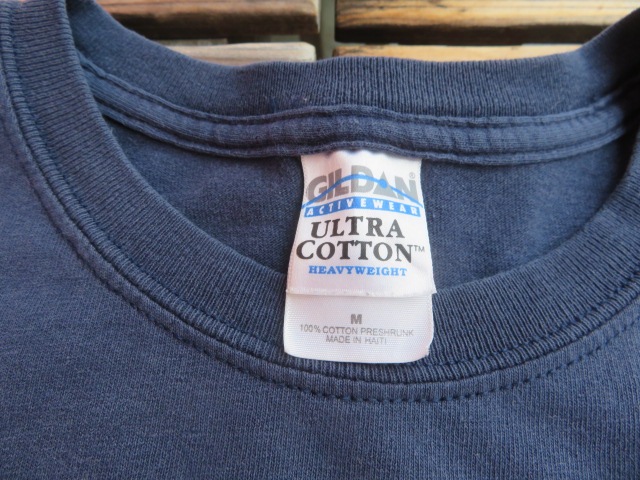 GILDAN®
ACTIVEWEAR
ULTRA
COTTON™
HEAVYWEIGHT
M
100% COTTON PRESHRUNK
MADE IN HAITI